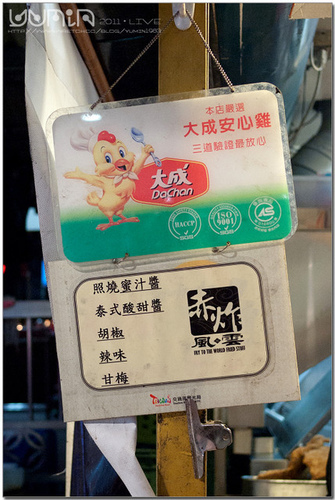 YUKIN 2011·LIVE
本店嚴選
大成安心雞
三道驗證最放心
大成
DaChan
HACCP
ISO
9001
照燒蜜汁醬
泰式酸甜醬
胡椒
辣味
甘梅
赤炸
風雲